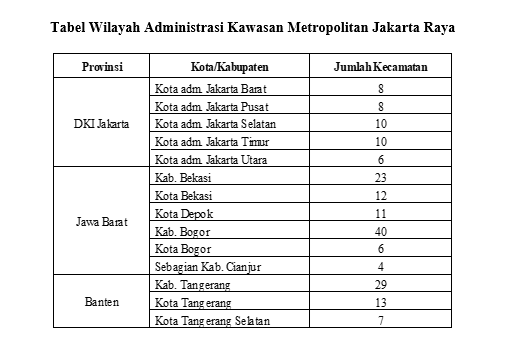 Tabel Wilayah Administrasi Kawasan Metropolitan Jakarta Raya
Provinsi Kota/Kabupaten Jumlah Kecamatan
DKI Jakarta
Kota adm. Jakarta Barat 8
Kota adm. Jakarta Pusat 8
Kota adm. Jakarta Selatan 10
Kota adm. Jakarta Timur 10
Kota adm. Jakarta Utara 6
Jawa Barat
Kab. Bekasi 23
Kota Bekasi 12
Kota Depok 11
Kab. Bogor 40
Kota Bogor 6
Sebagian Kab. Cianjur 4
Banten
Kab. Tangerang 29
Kota Tangerang 13
Kota Tangerang Selatan 7